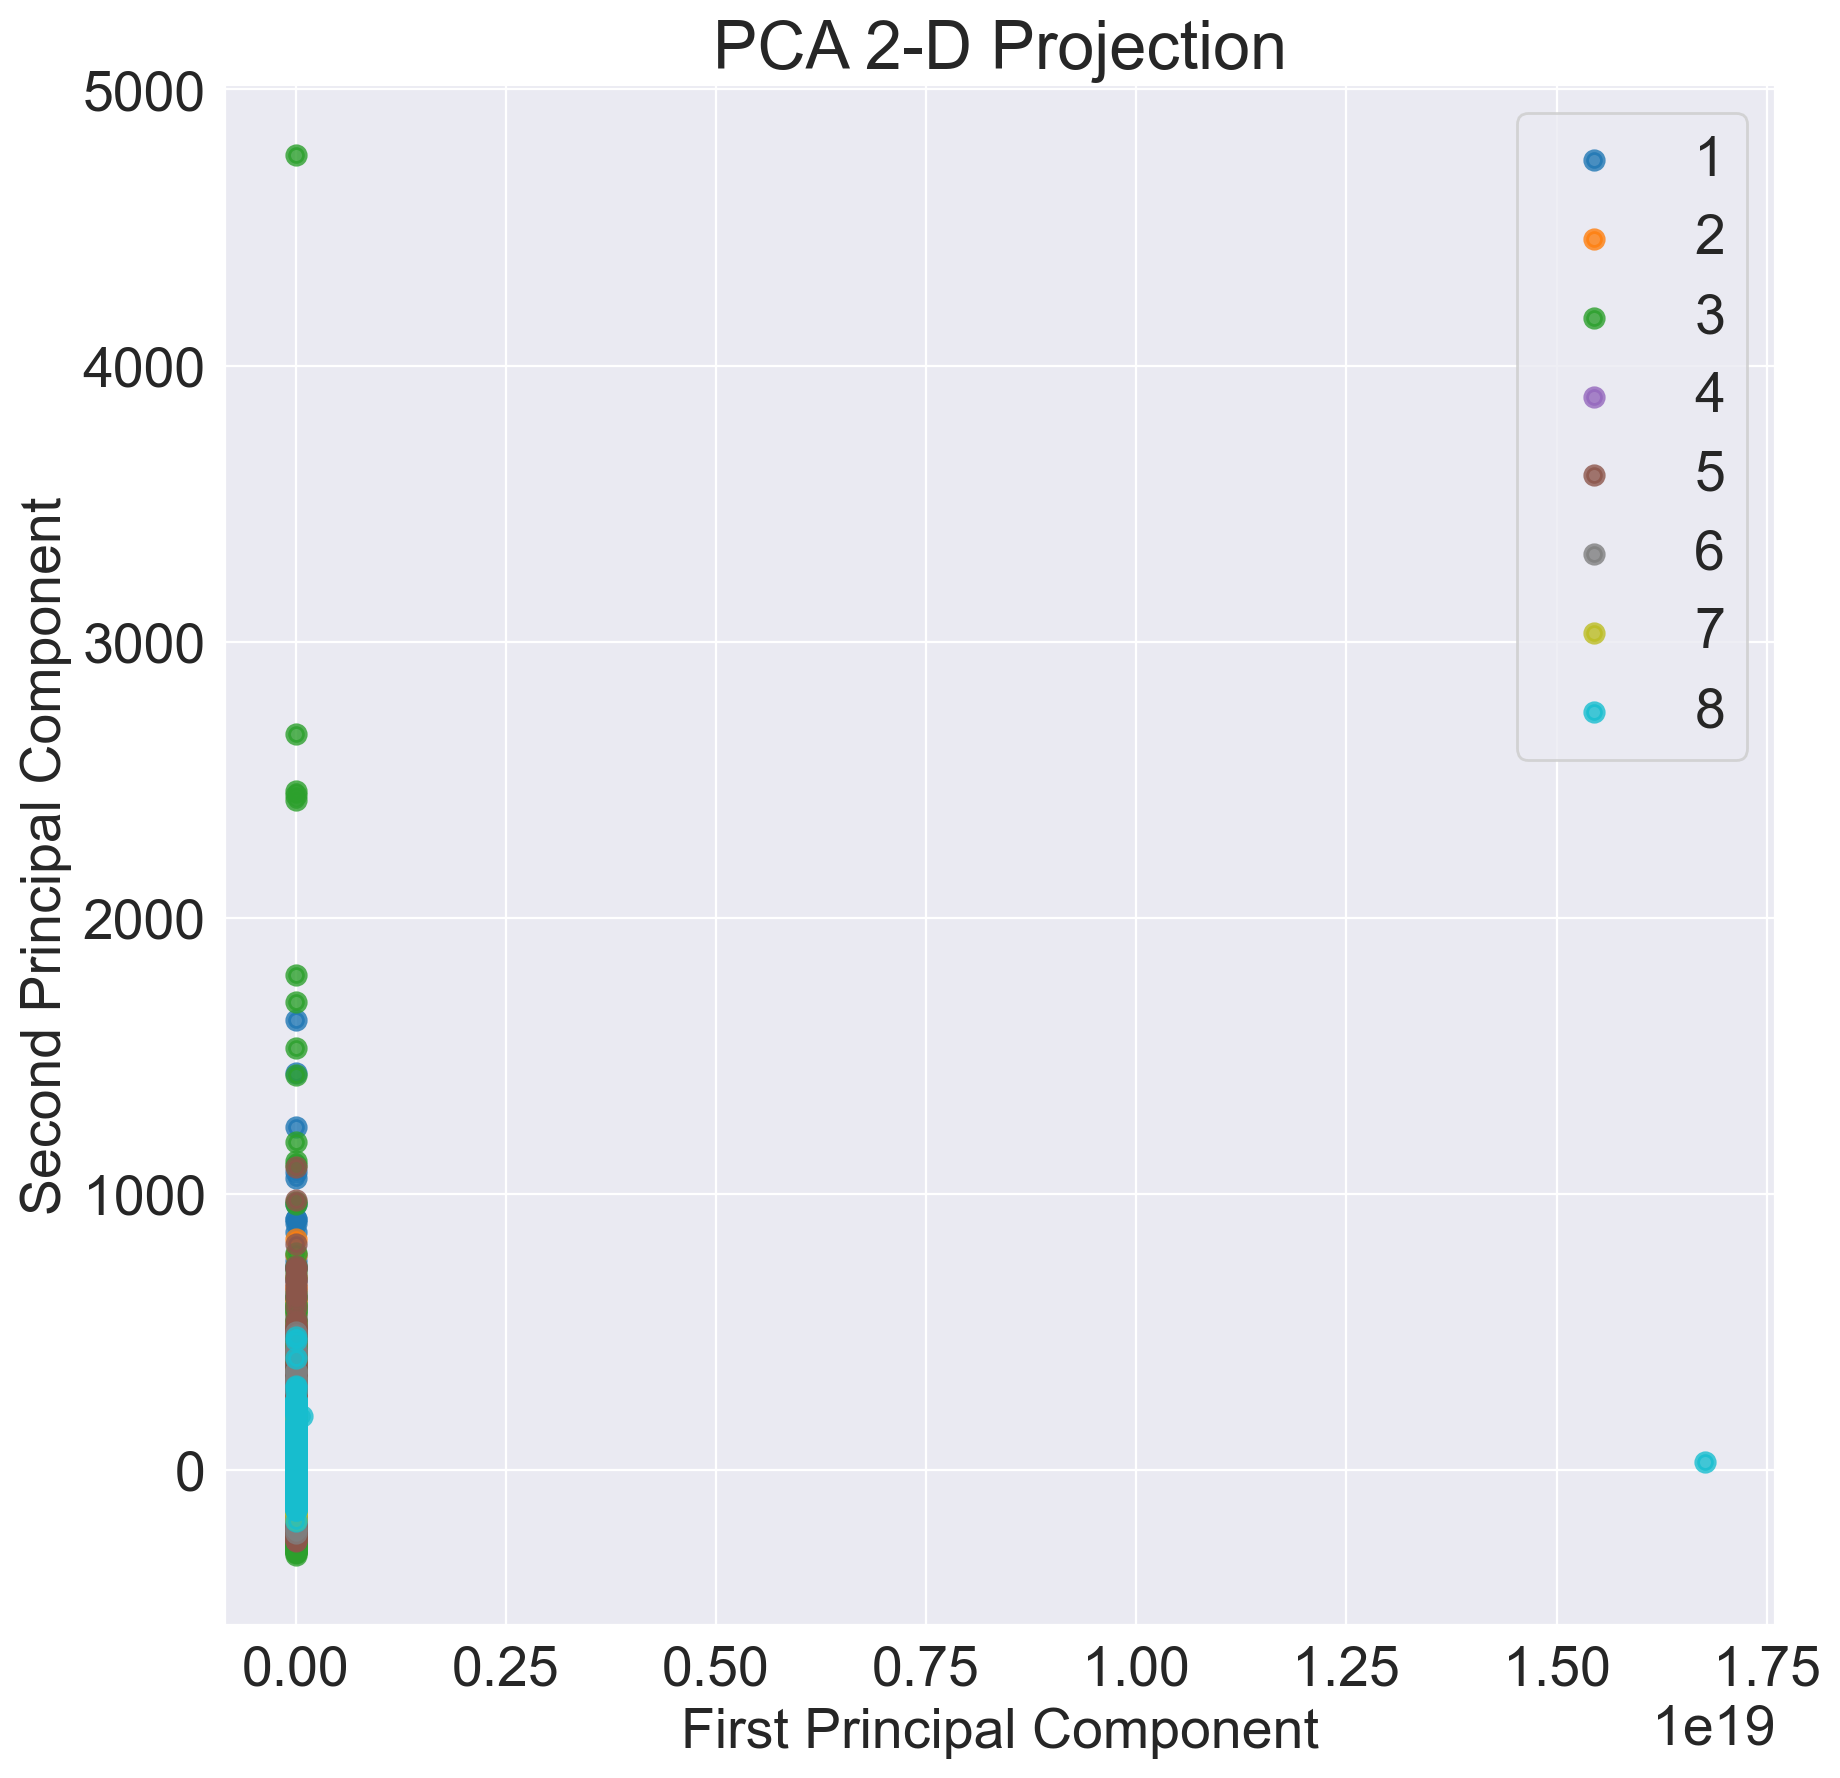 PCA 2-D Projection
5000
4000
3000
2000
1000
0
Second Principal Component
1
2
3
4
5
6
7
8
0.00 0.25 0.50 0.75 1.00 1.25 1.50 1.75
1e19
First Principal Component